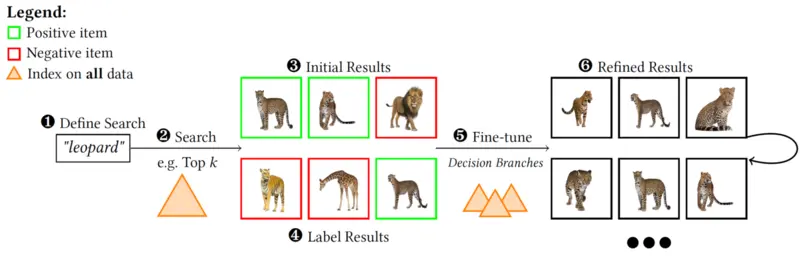 Legend:
Positive item
Negative item
Index on all data
❶ Define Search
"leopard"
❷ Search
e.g. Top k
❸ Initial Results
❹ Label Results
❺ Fine-tune
Decision Branches
❻ Refined Results